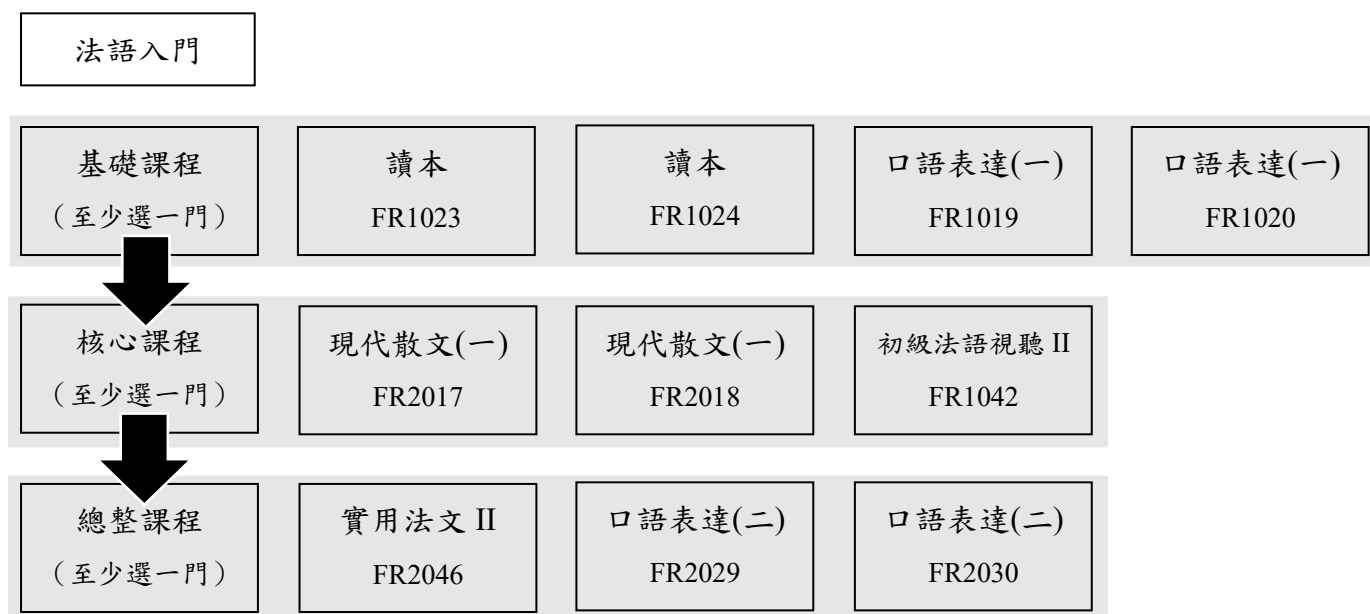 法語入門
基礎課程
（至少選一門）
讀本
FR1023
讀本
FR1024
口語表達(一)
FR1019
口語表達(一)
FR1020
核心課程
（至少選一門）
現代散文(一)
FR2017
現代散文(一)
FR2018
初級法語視聽 II
FR1042
總整課程
（至少選一門）
實用法文 II
FR2046
口語表達(二)
FR2029
口語表達(二)
FR2030